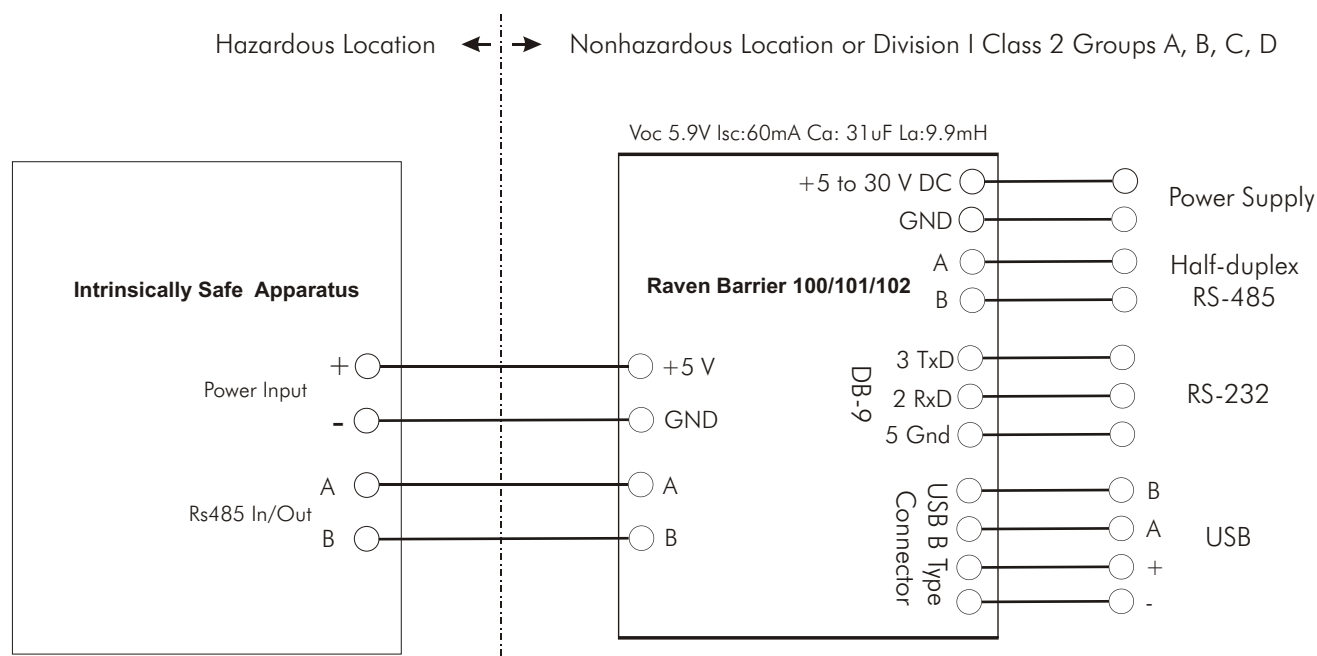 Hazardous Location
Nonhazardous Location or Division I Class 2 Groups A, B, C, D
Voc 5.9V Isc:60mA Ca: 31uF La:9.9mH
Intrinsically Safe Apparatus
+
Power Input
-
A
Rs485 In/Out
B
Raven Barrier 100/101/102
+5 V
GND
A
B
+5 to 30 V DC
GND
A
B
DB-9
3 TxD
2 RxD
5 Gnd
USB B Type
Connector
Power Supply
Half-duplex
RS-485
RS-232
B
A
+
-
USB